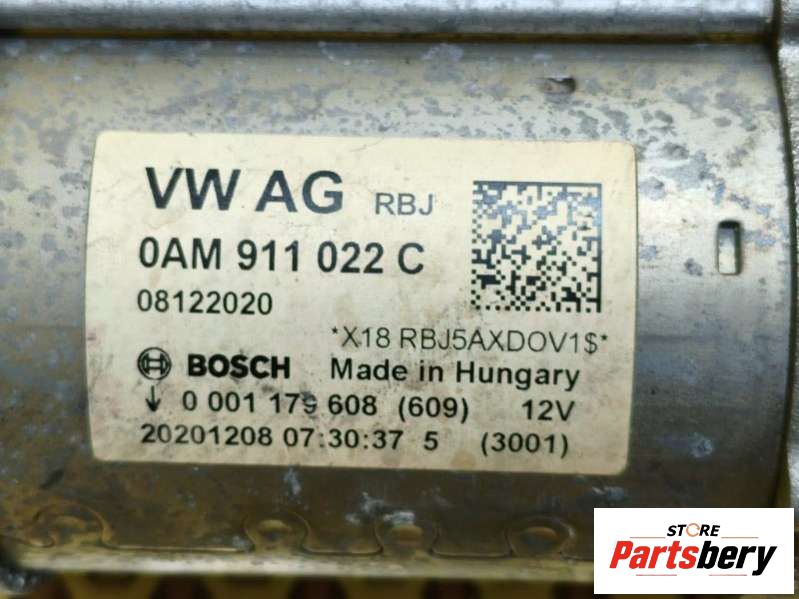 VW AG RBJ
0AM 911 022 C
08122020
*X18 RBJ5AXDOV1$*
BOSCH Made in Hungary
0 001 179 608 (609) 12V
20201208 07:30:37 5 (3001)
STORE
Partsbery